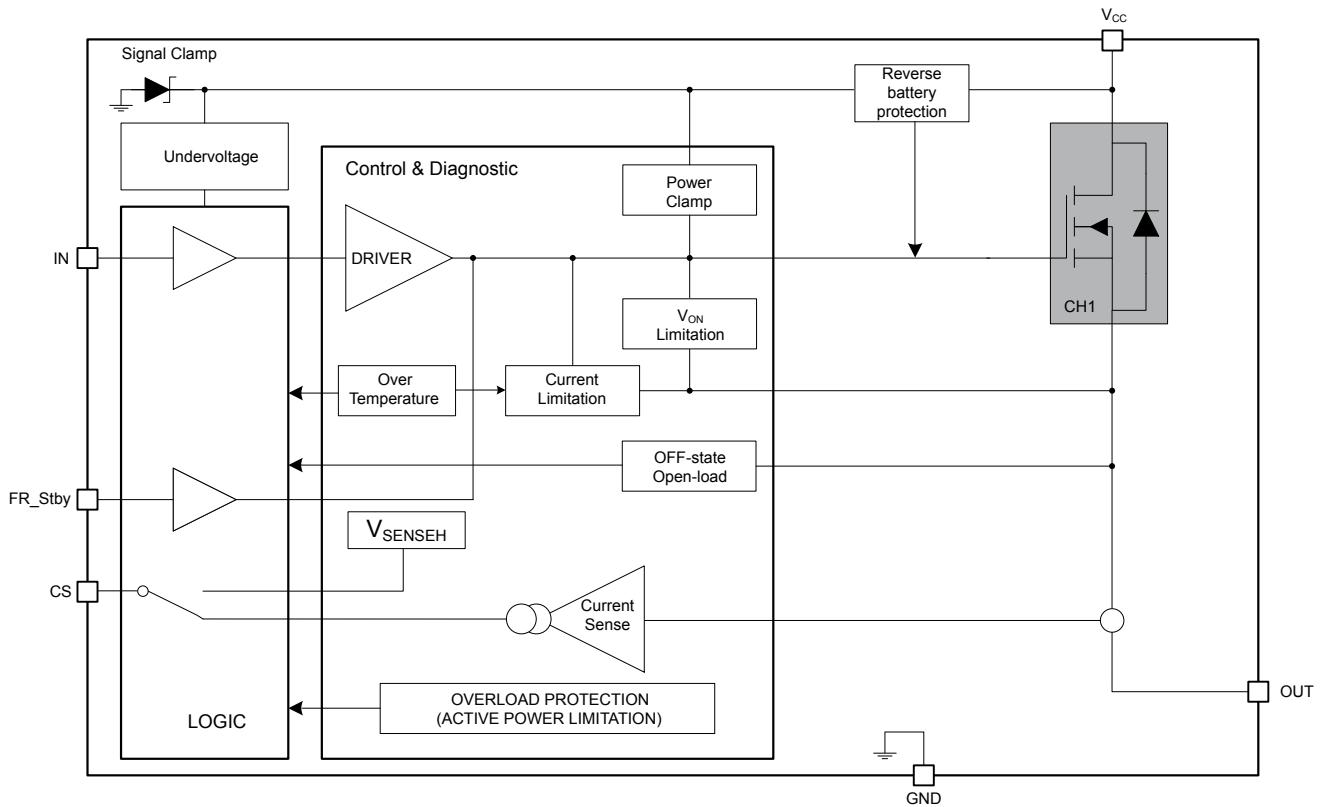 VCC
Signal Clamp
Reverse
battery
protection
Undervoltage
Control & Diagnostic
Power
Clamp
IN
DRIVER
CH1
VON
Limitation
Over
Temperature
Current
Limitation
OFF-state
Open-load
FR_Stby
VSENSEH
CS
Current
Sense
OVERLOAD PROTECTION
(ACTIVE POWER LIMITATION)
LOGIC
OUT
GND